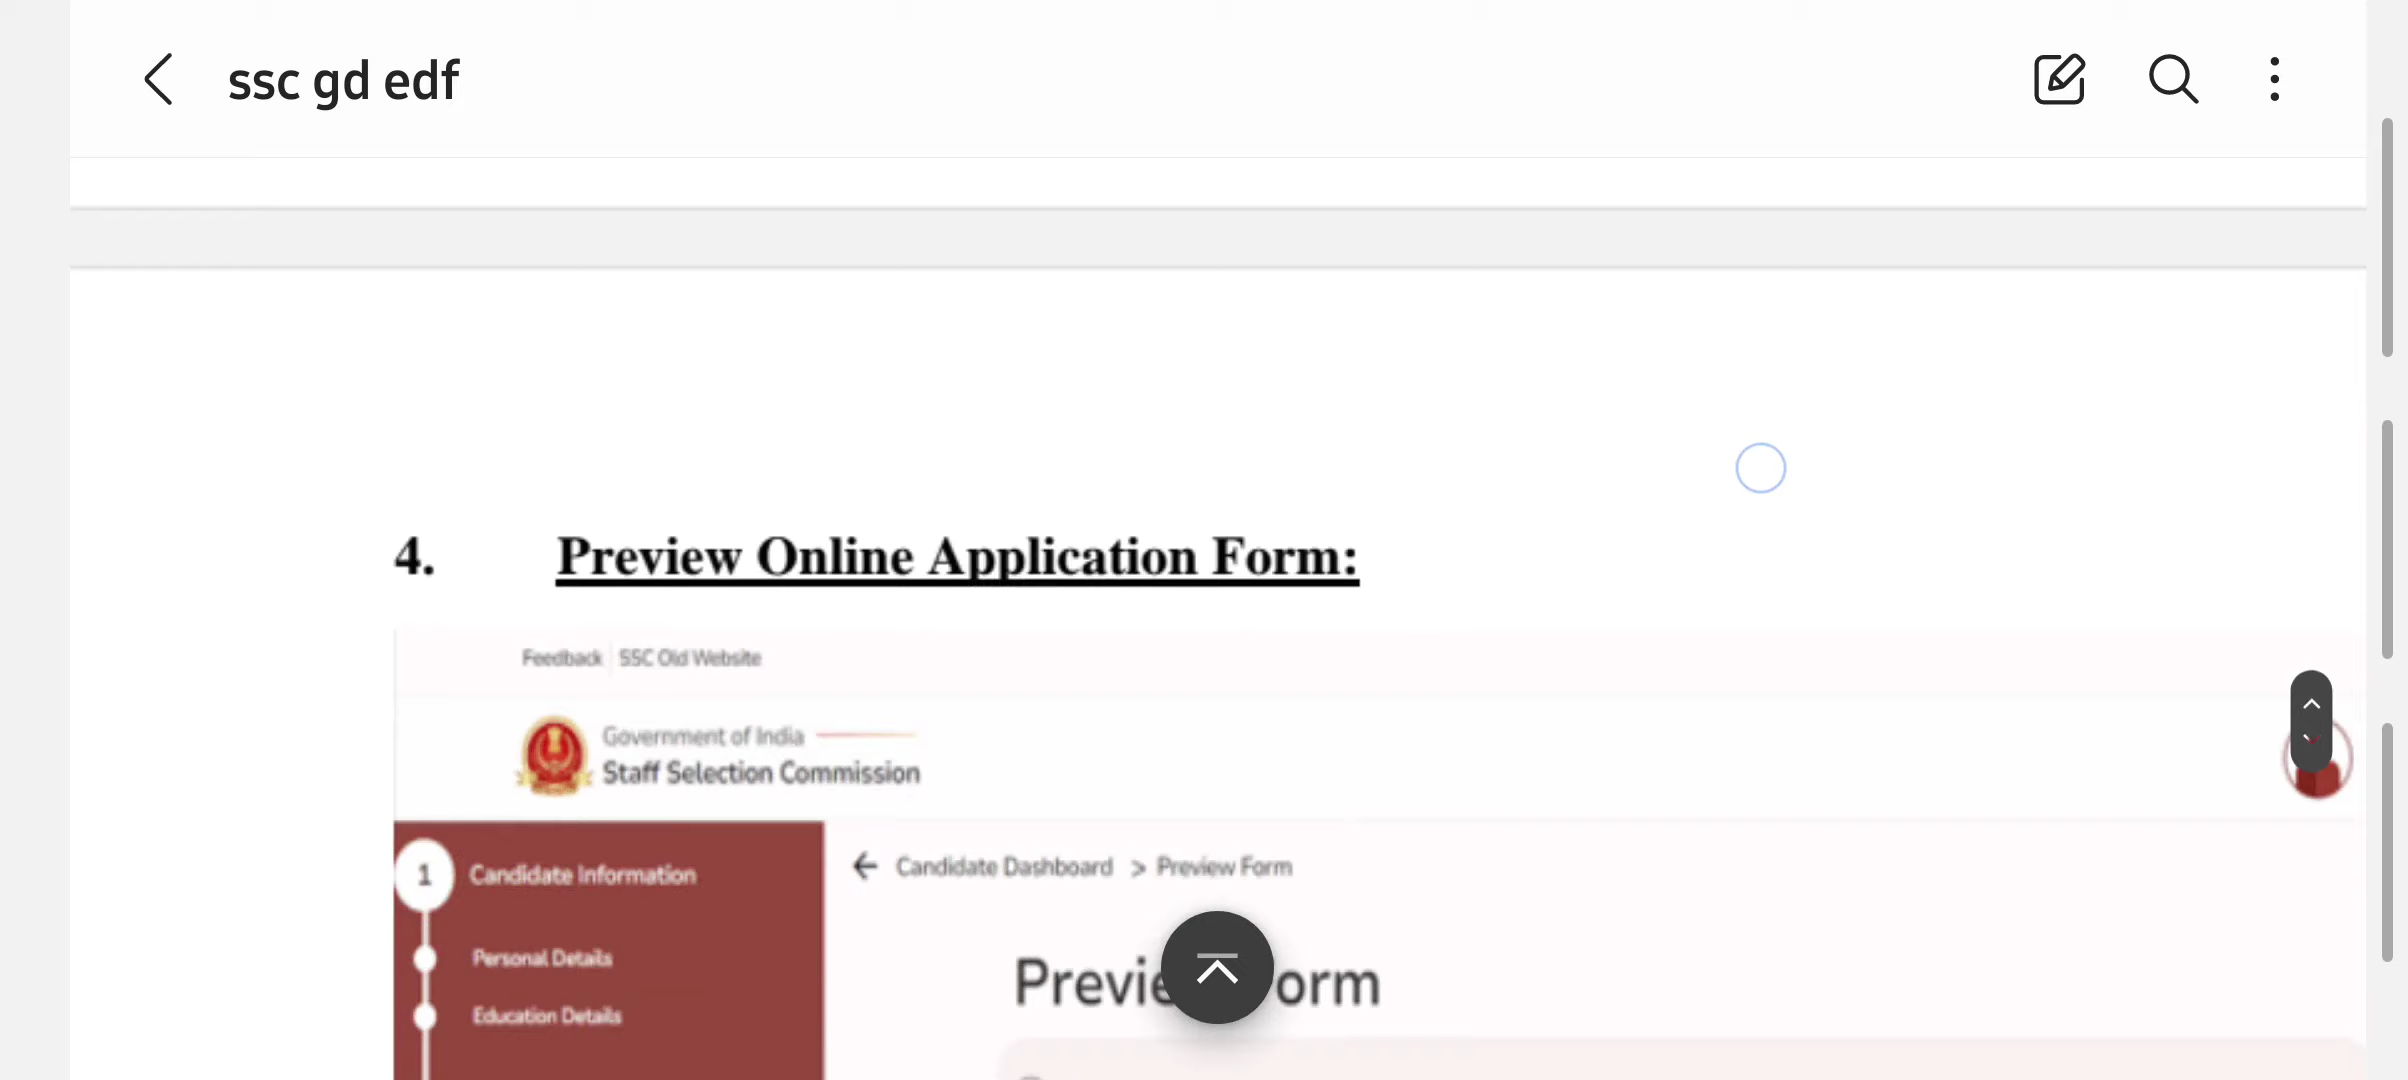 ssc gd edf
4. Preview Online Application Form:
Feedback SSC Old Website
Government of India
Staff Selection Commission
1 Candidate Information
← Candidate Dashboard > Preview Form
Personal Details
Education Details